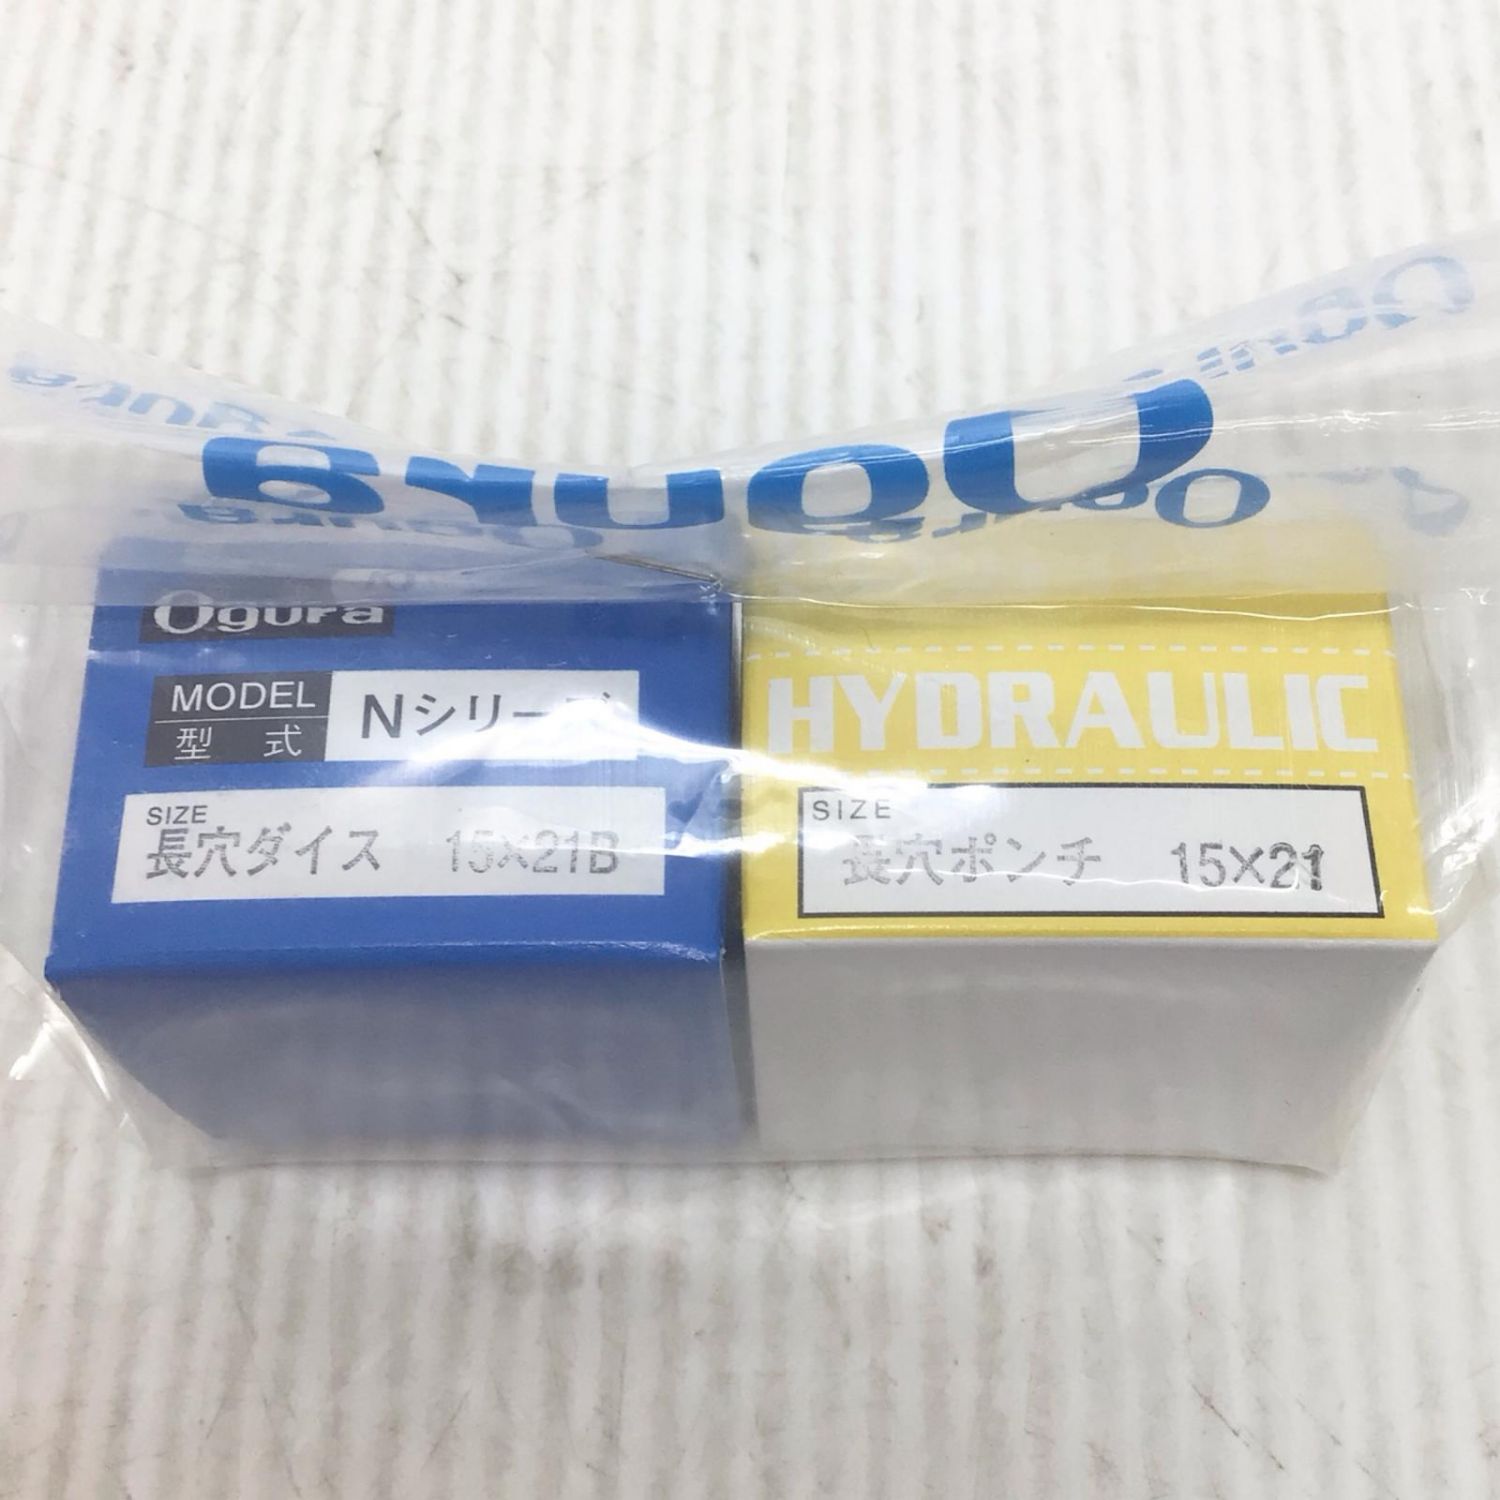 Ogura
Ogura
MODEL
型式
Nシリーズ
SIZE
長穴ダイス 15×21B
HYDRAULIC
SIZE
長穴ポンチ 15×21